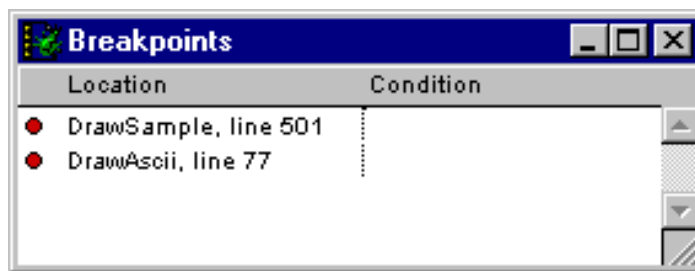 Breakpoints
Location Condition
DrawSample, line 501
DrawAscii, line 77